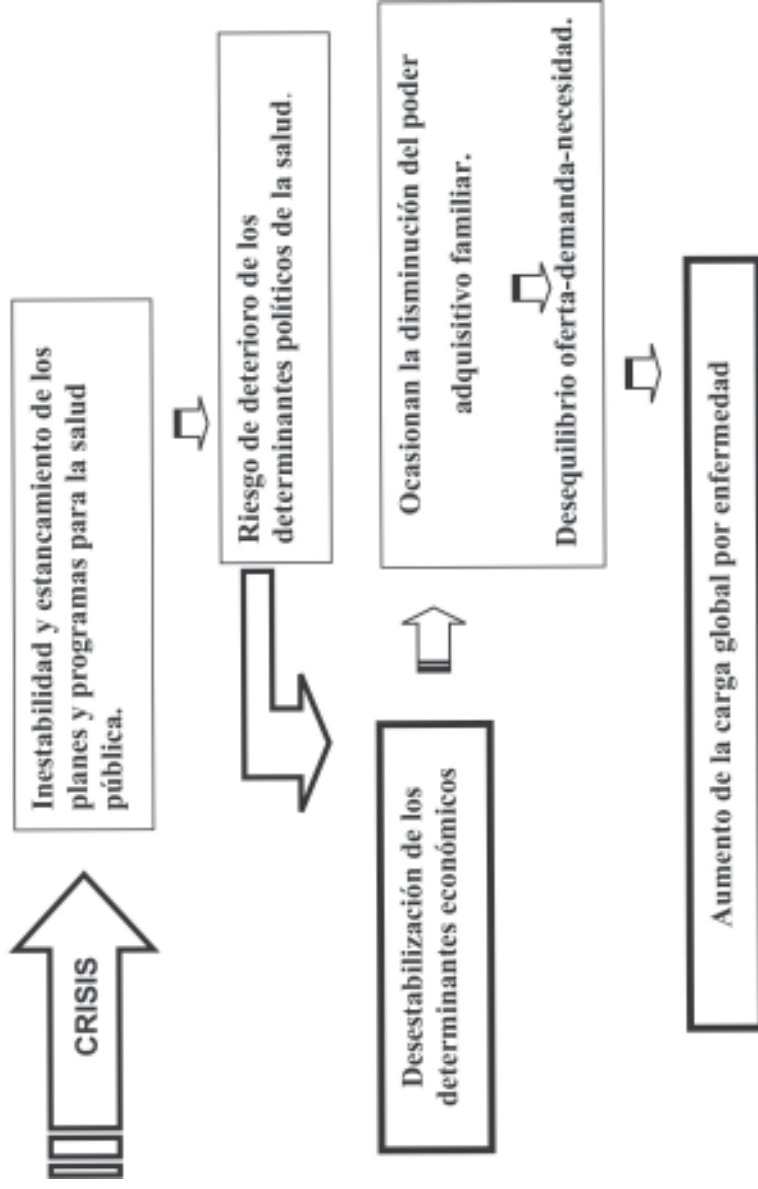 CRISIS
Inestabilidad y estancamiento de los
planes y programas para la salud
pública.
Riesgo de deterioro de los
determinantes políticos de la salud.
Desestabilización de los
determinantes económicos
Ocasionan la disminución del poder
adquisitivo familiar.
Desequilibrio oferta-demanda-necesidad.
Aumento de la carga global por enfermedad